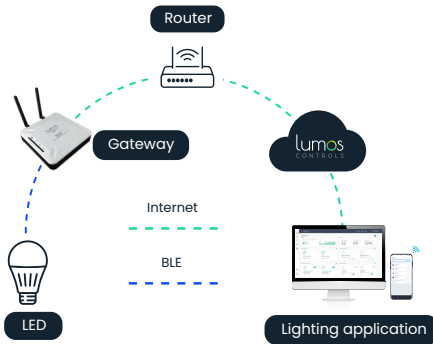 Router
Gateway
lumos
CONTROLS
Internet
BLE
LED
Lighting application